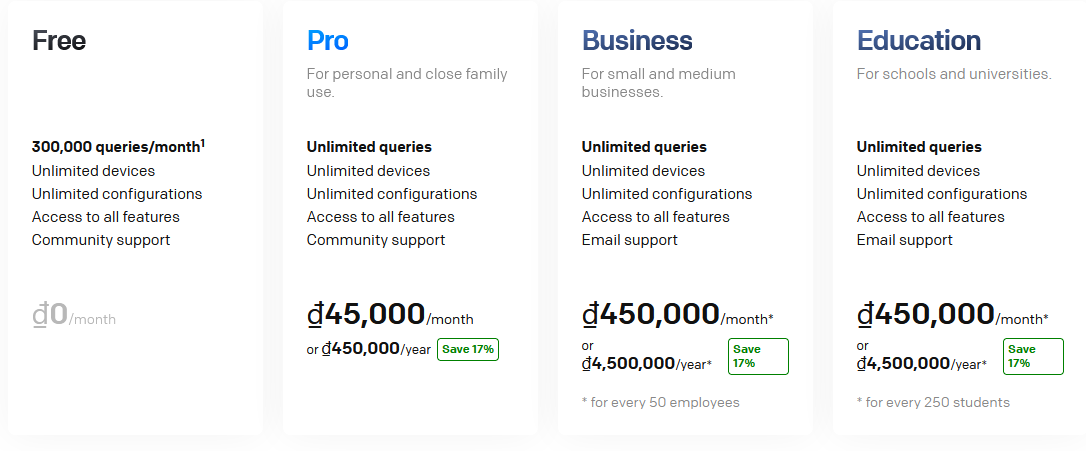 Free
300,000 queries/month¹
Unlimited devices
Unlimited configurations
Access to all features
Community support
₫0/month
Pro
For personal and close family
use.
Unlimited queries
Unlimited devices
Unlimited configurations
Access to all features
Community support
₫45,000/month
or ₫450,000/year Save 17%
Business
For small and medium
businesses.
Unlimited queries
Unlimited devices
Unlimited configurations
Access to all features
Email support
₫450,000/month*
or
₫4,500,000/year*
Save
17%
* for every 50 employees
Education
For schools and universities.
Unlimited queries
Unlimited devices
Unlimited configurations
Access to all features
Email support
₫450,000/month*
or
₫4,500,000/year*
Save
17%
* for every 250 students